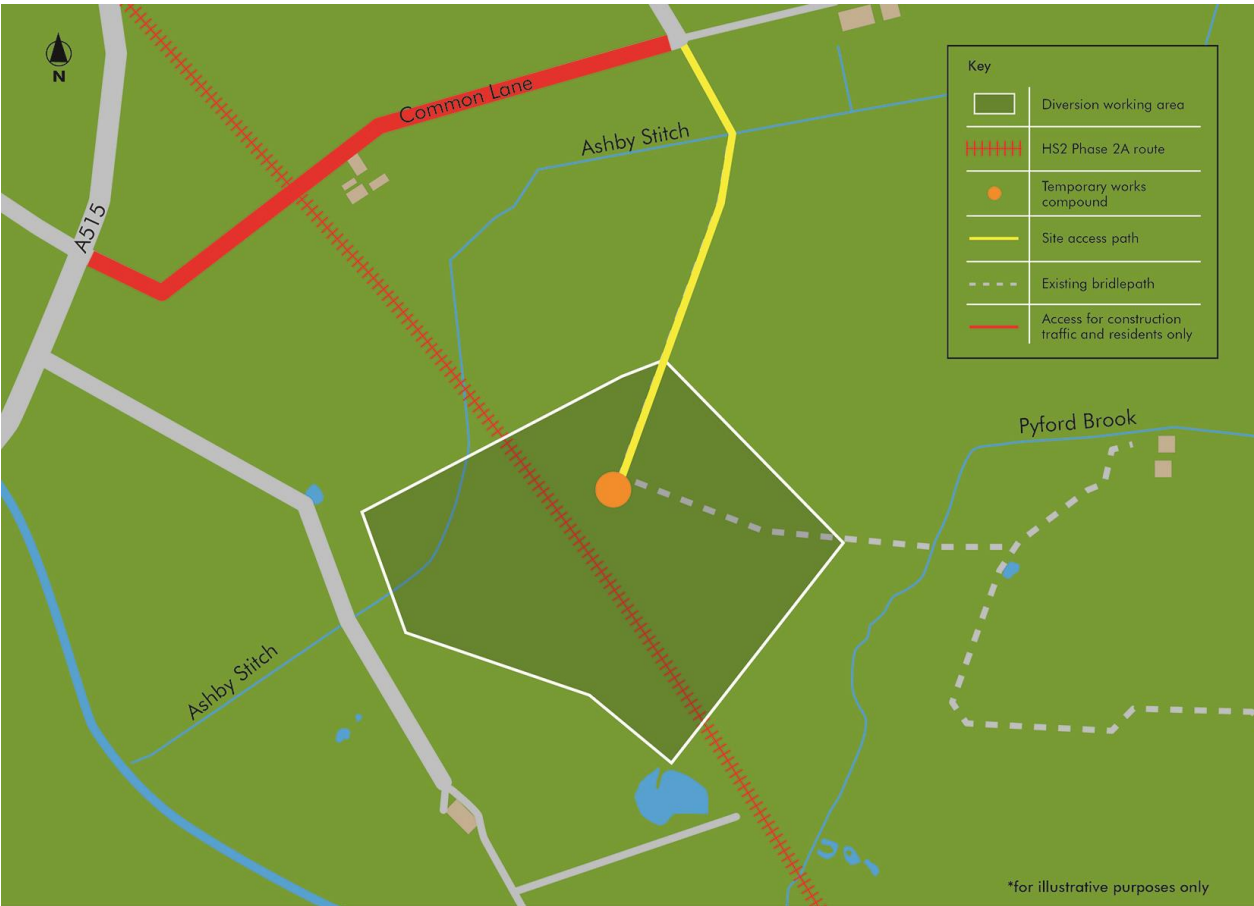 N
Common Lane
Ashby Stitch
A515
Key
Diversion working area
HS2 Phase 2A route
Temporary works
compound
Site access path
Existing bridlepath
Access for construction
traffic and residents only
Pyford Brook
Ashby Stitch
*for illustrative purposes only